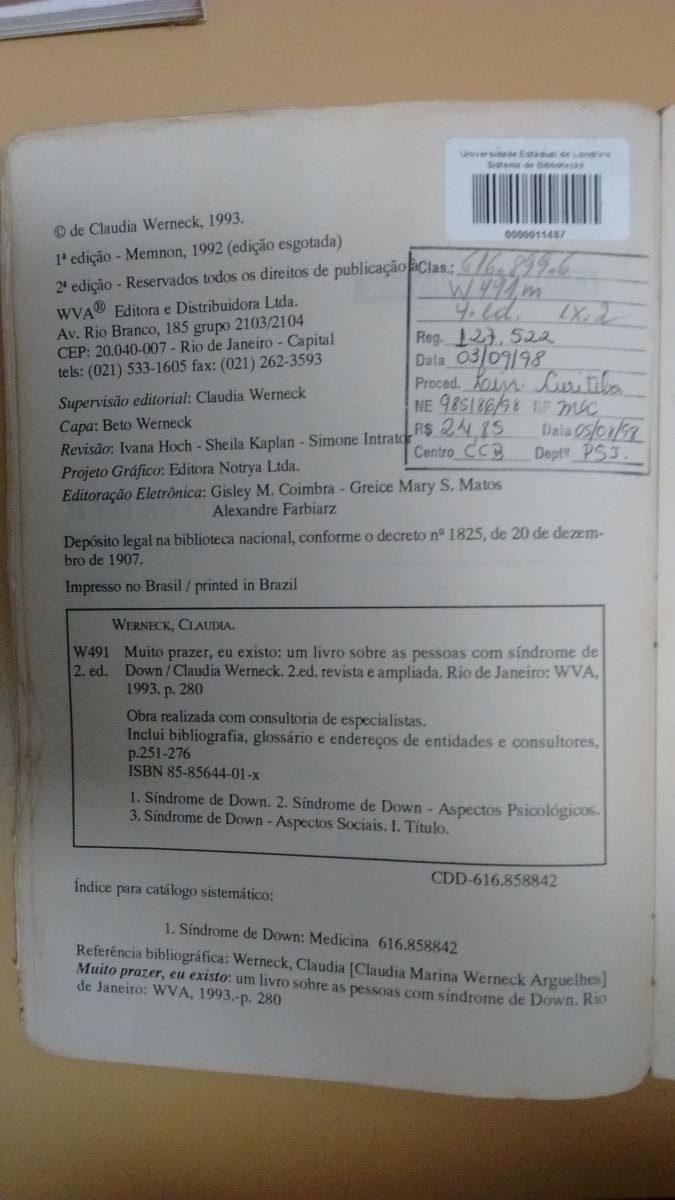 Universidade Estadual de Londrina
Sistema de Bibliotecas
0000011487
© de Claudia Werneck, 1993.
1ª edição - Memnon, 1992 (edição esgotada)
2ª edição - Reservados todos os direitos de publicação à
WVA® Editora e Distribuidora Ltda.
Av. Rio Branco, 185 grupo 2103/2104
CEP: 20.040-007 - Rio de Janeiro - Capital
tels: (021) 533-1605 fax: (021) 262-3593
Clas.: 616.899.6
W491m
4. ed. ex. 2
Reg. 127.522
Data 03/09/98
Proced. Curitiba
NE 985186/98 NF mec
R$ 24,85 Data 05/08/98
Centro CCB Deptº PSI.
Supervisão editorial: Claudia Werneck
Capa: Beto Werneck
Revisão: Ivana Hoch - Sheila Kaplan - Simone Intrator
Projeto Gráfico: Editora Notrya Ltda.
Editoração Eletrônica: Gisley M. Coimbra - Greice Mary S. Matos
Alexandre Farbiarz
Depósito legal na biblioteca nacional, conforme o decreto nº 1825, de 20 de dezem-
bro de 1907.
Impresso no Brasil / printed in Brazil
WERNECK, CLAUDIA.
W491 Muito prazer, eu existo: um livro sobre as pessoas com síndrome de
2. ed. Down / Claudia Werneck. 2.ed. revista e ampliada. Rio de Janeiro: WVA,
1993. p. 280
Obra realizada com consultoria de especialistas.
Inclui bibliografia, glossário e endereços de entidades e consultores,
p.251-276
ISBN 85-85644-01-x
1. Síndrome de Down. 2. Síndrome de Down - Aspectos Psicológicos.
3. Síndrome de Down - Aspectos Sociais. I. Título.
CDD-616.858842
Índice para catálogo sistemático:
1. Síndrome de Down: Medicina 616.858842
Referência bibliográfica: Werneck, Claudia [Claudia Marina Werneck Arguelhes]
Muito prazer, eu existo: um livro sobre as pessoas com síndrome de Down. Rio
de Janeiro: WVA, 1993.-p. 280